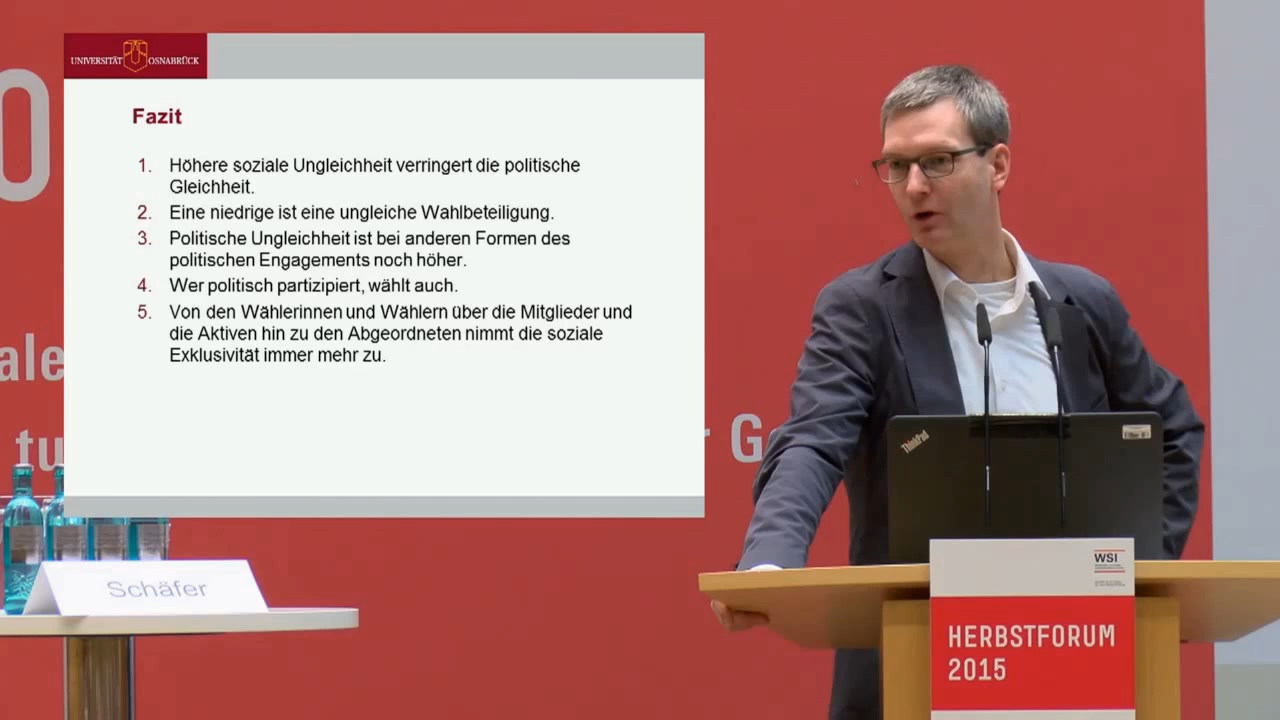 UNIVERSITÄT OSNABRÜCK
Fazit
1. Höhere soziale Ungleichheit verringert die politische
Gleichheit.
2. Eine niedrige ist eine ungleiche Wahlbeteiligung.
3. Politische Ungleichheit ist bei anderen Formen des
politischen Engagements noch höher.
4. Wer politisch partizipiert, wählt auch.
5. Von den Wählerinnen und Wählern über die Mitglieder und
die Aktiven hin zu den Abgeordneten nimmt die soziale
Exklusivität immer mehr zu.
O
ale
tu
r G
Schäfer
ThinkPad
WSI
HERBSTFORUM
2015